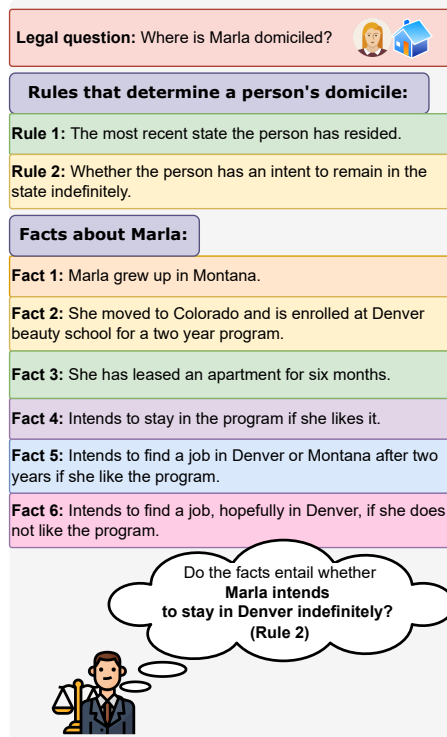 Legal question: Where is Marla domiciled?
Rules that determine a person's domicile:
Rule 1: The most recent state the person has resided.
Rule 2: Whether the person has an intent to remain in the
state indefinitely.
Facts about Marla:
Fact 1: Marla grew up in Montana.
Fact 2: She moved to Colorado and is enrolled at Denver
beauty school for a two year program.
Fact 3: She has leased an apartment for six months.
Fact 4: Intends to stay in the program if she likes it.
Fact 5: Intends to find a job in Denver or Montana after two
years if she like the program.
Fact 6: Intends to find a job, hopefully in Denver, if she does
not like the program.
Do the facts entail whether
Marla intends
to stay in Denver indefinitely?
(Rule 2)